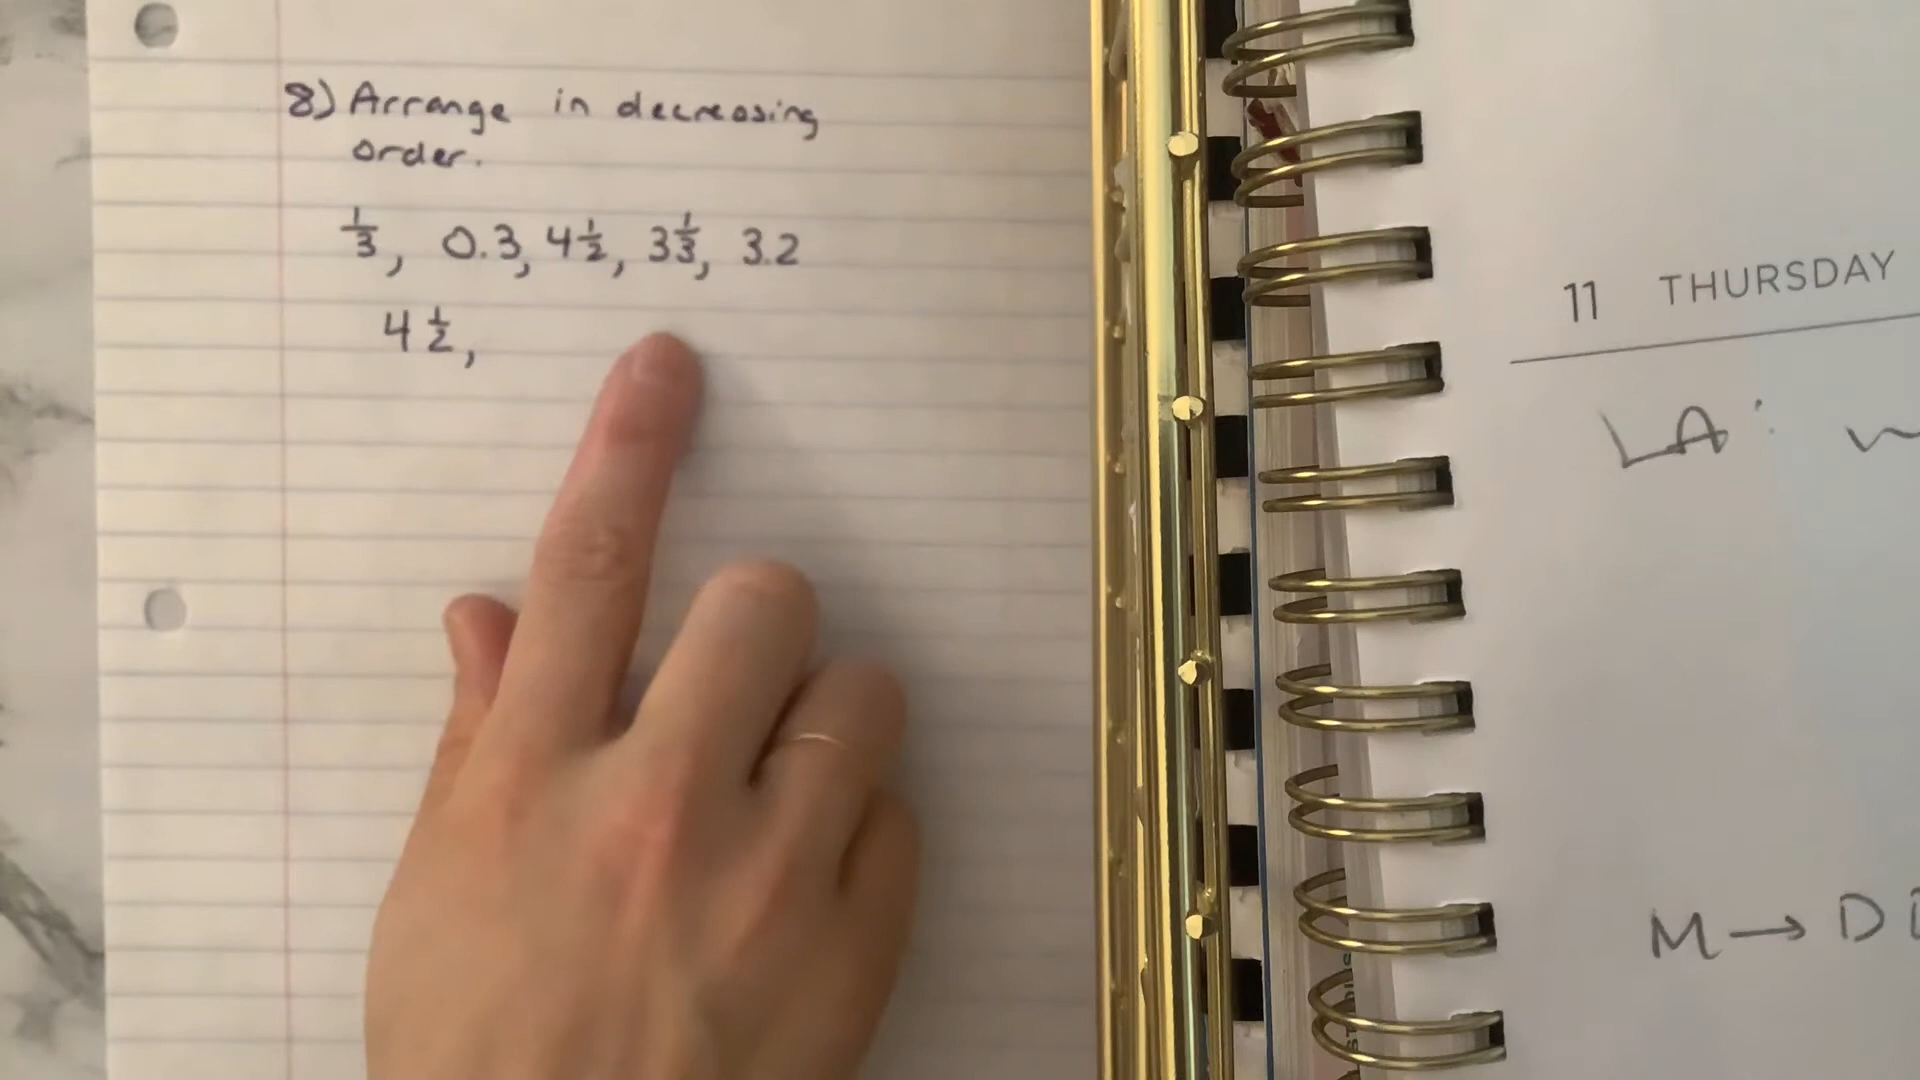 8) Arrange in decreasing
order.
1/3, 0.3, 4 1/2, 3 1/3, 3.2
4 1/2,
11 THURSDAY
LA:
M → D